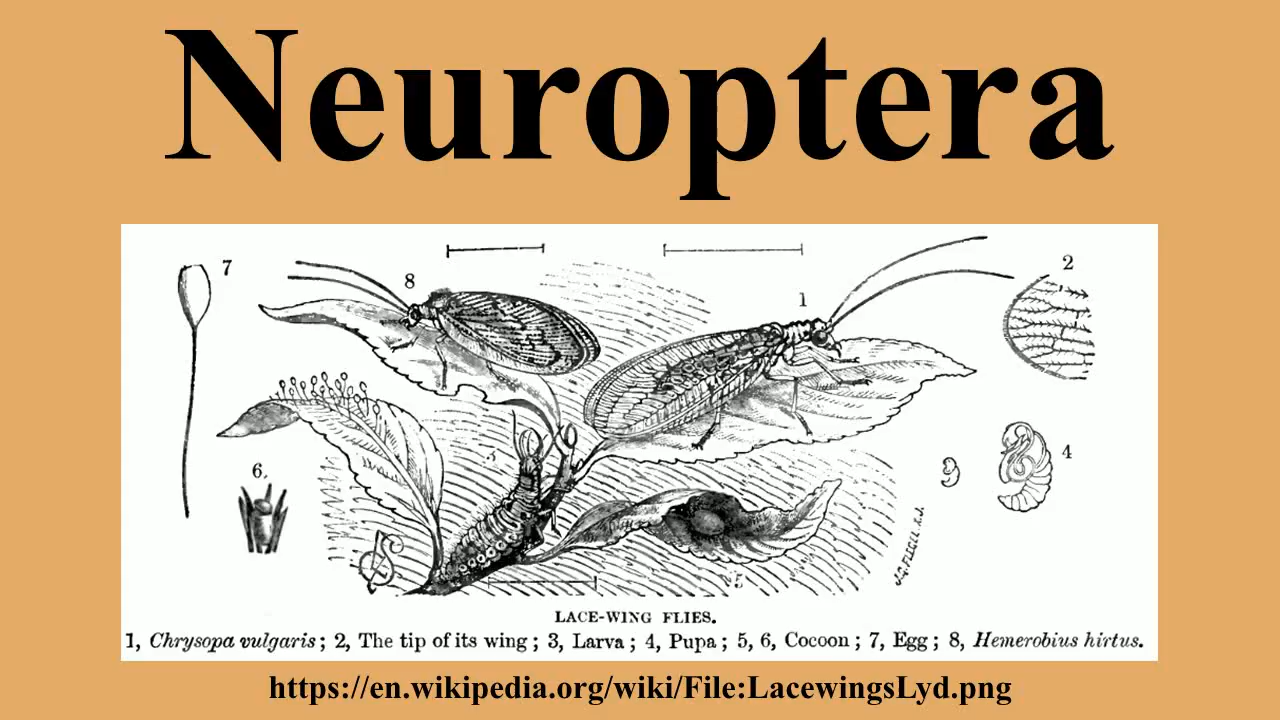 Neuroptera
7
8
1
2
3
4
6.
5
LACE-WING FLIES.
1, Chrysopa vulgaris; 2, The tip of its wing; 3, Larva; 4, Pupa; 5, 6, Cocoon; 7, Egg; 8, Hemerobius hirtus.
https://en.wikipedia.org/wiki/File:LacewingsLyd.png